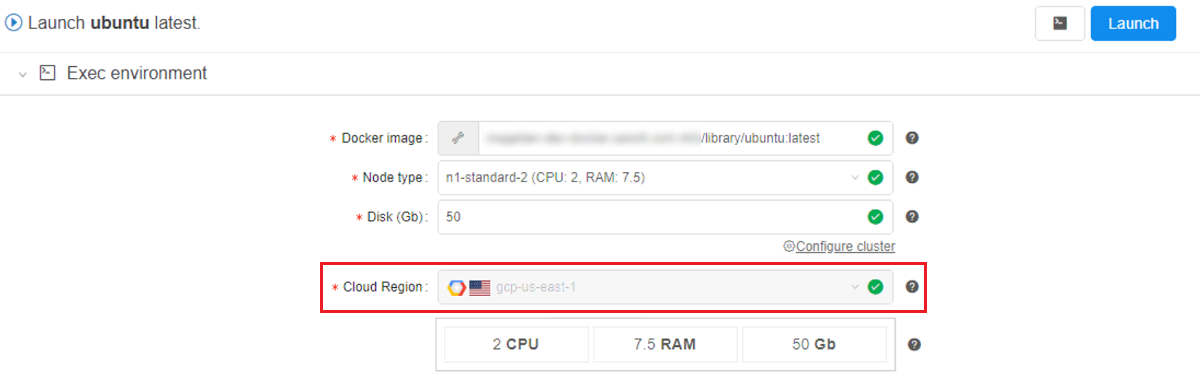 Launch ubuntu latest.
Launch
Exec environment
* Docker image: /library/ubuntu:latest
* Node type: n1-standard-2 (CPU: 2, RAM: 7.5)
* Disk (Gb): 50
Configure cluster
* Cloud Region: gcp-us-east-1
2 CPU 7.5 RAM 50 Gb